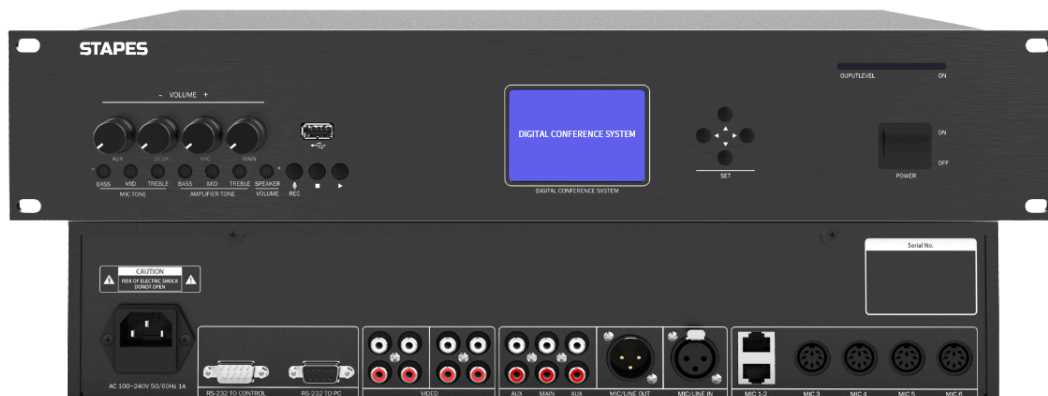 STAPES
OUPUTLEVEL ON
- VOLUME +
DIGITAL CONFERENCE SYSTEM
AUX DESK MIC MAIN
ON
OFF
BASS MID TREBLE BASS MID TREBLE SPEAKER
MIC TONE AMPLIFIER TONE VOLUME REC
SET
POWER
DIGITAL CONFERENCE SYSTEM
Serial No.
CAUTION
RISK OF ELECTRIC SHOCK
DONOT OPEN
AC 100~240V 50/60Hz 1A
RS-232 TO CONTROL RS-232 TO PC VIDEO AUX MAIN AUX MIC/LINE OUT MIC/LINE IN MIC 1-2 MIC 3 MIC 4 MIC 5 MIC 6